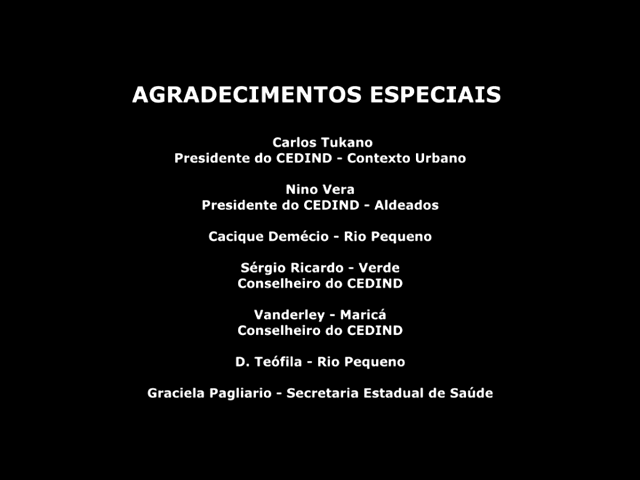 AGRADECIMENTOS ESPECIAIS
Carlos Tukano
Presidente do CEDIND - Contexto Urbano
Nino Vera
Presidente do CEDIND - Aldeados
Cacique Demécio - Rio Pequeno
Sérgio Ricardo - Verde
Conselheiro do CEDIND
Vanderley - Maricá
Conselheiro do CEDIND
D. Teófila - Rio Pequeno
Graciela Pagliario - Secretaria Estadual de Saúde